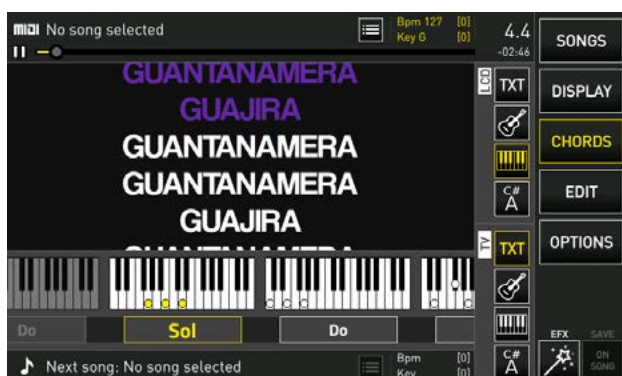 MIDI No song selected
Bpm 127 [0]
Key G [0]
4.4
-02:46
SONGS
DISPLAY
CHORDS
EDIT
OPTIONS
EFX SAVE
ON SONG
LCD
TXT
C#
A
TV
TXT
C#
A
GUANTANAMERA
GUAJIRA
GUANTANAMERA
GUANTANAMERA
GUAJIRA
GUANTANAMERA
Do
Sol
Do
Next song: No song selected
Bpm [0]
Key [0]